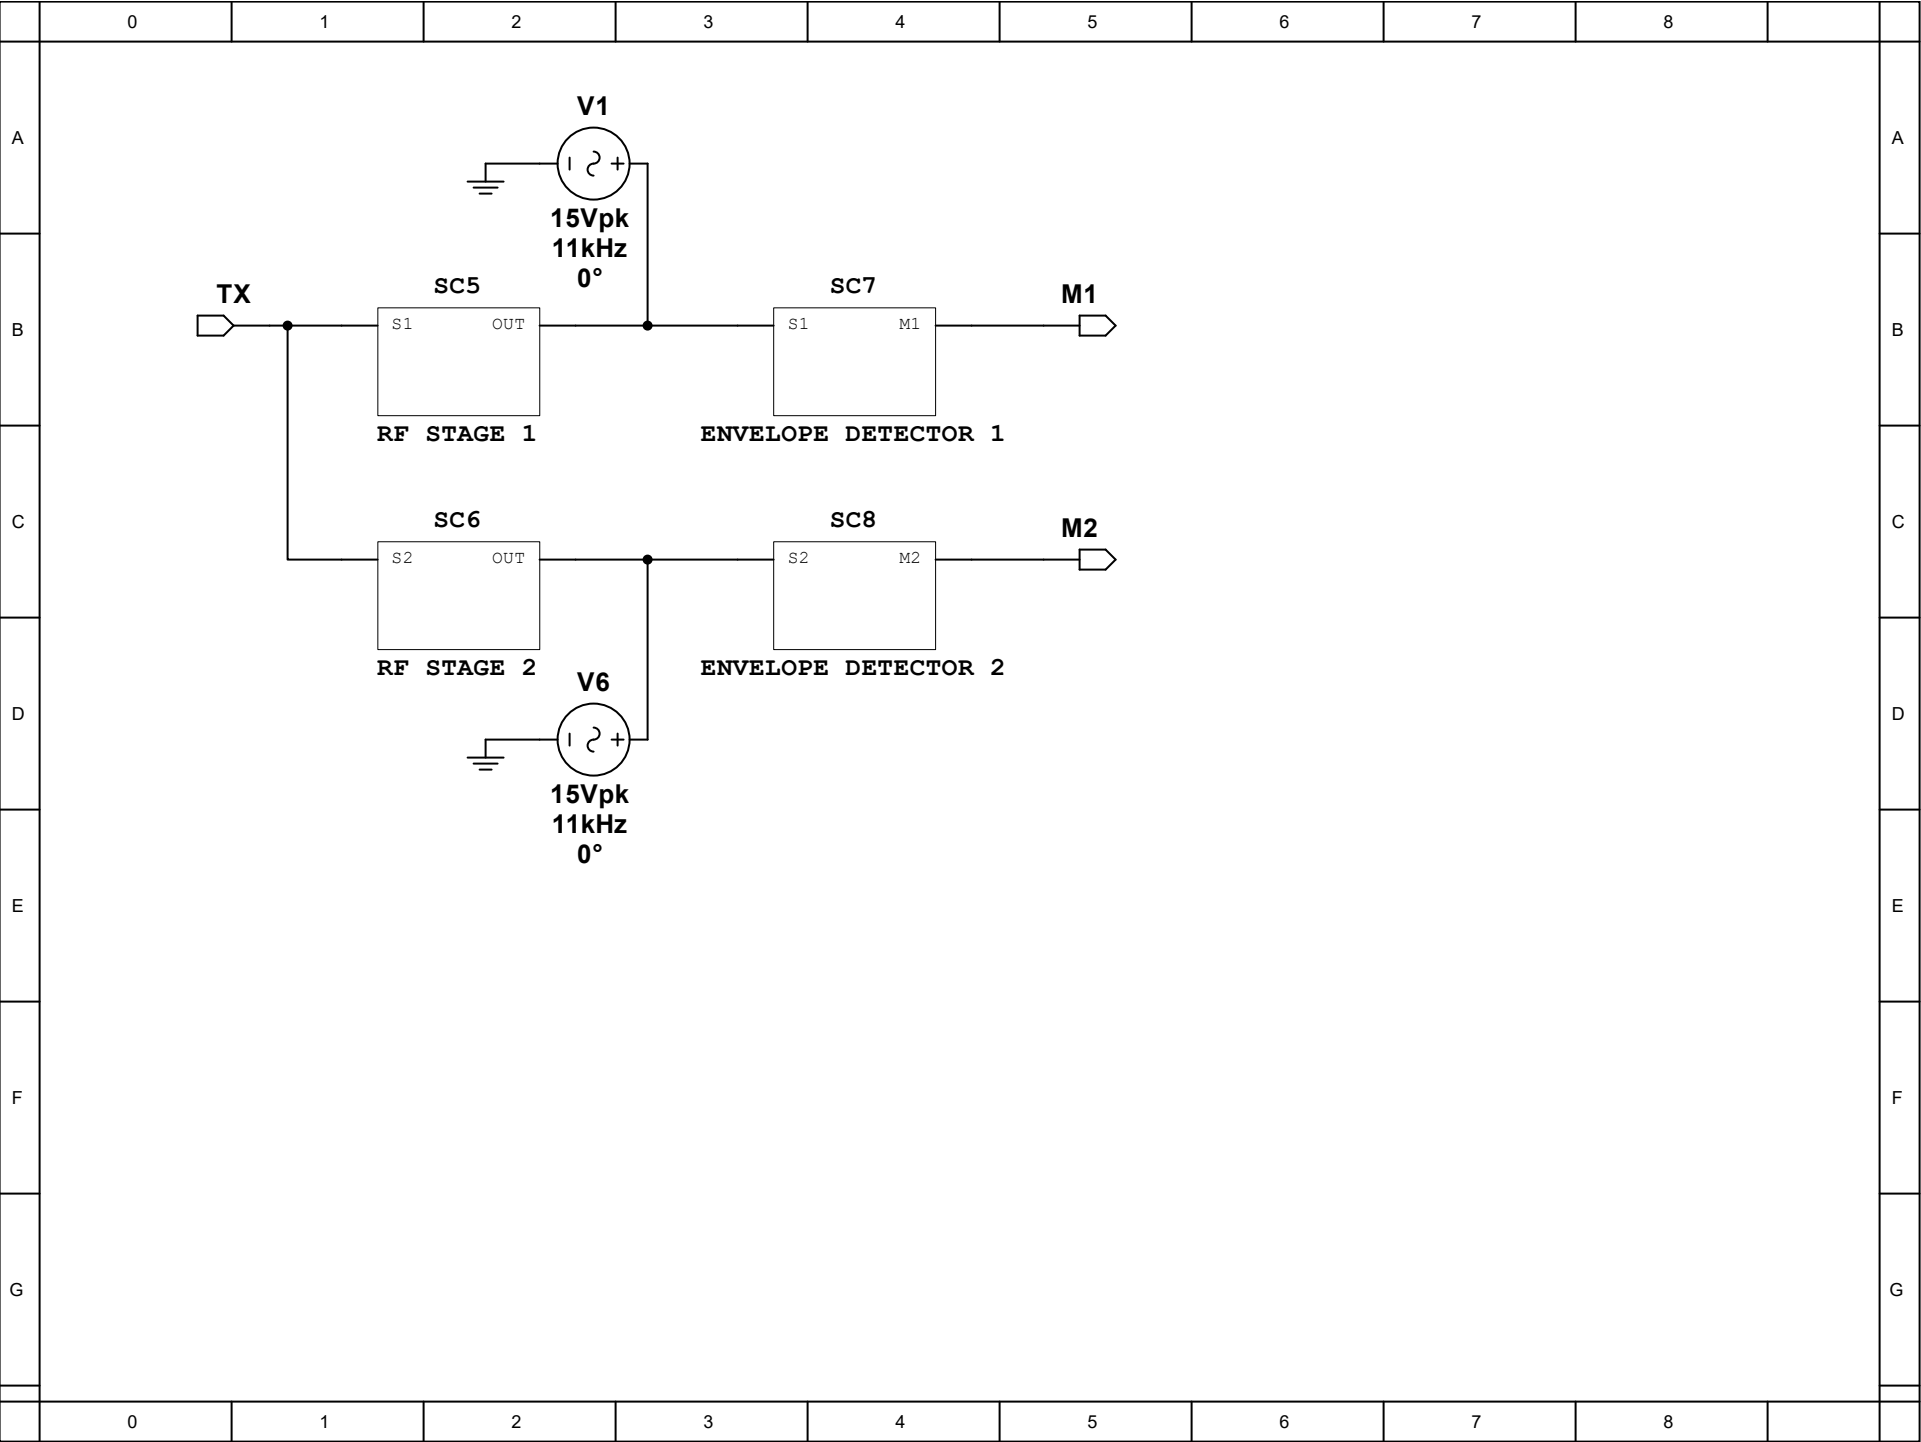 0 1 2 3 4 5 6 7 8
A A
V1
15Vpk
11kHz
0°
TX SC5 SC7 M1
B S1 OUT S1 M1 B
RF STAGE 1 ENVELOPE DETECTOR 1
SC6 SC8 M2
C C
S2 OUT S2 M2
RF STAGE 2 ENVELOPE DETECTOR 2
V6
D D
15Vpk
11kHz
0°
E E
F F
G G
0 1 2 3 4 5 6 7 8